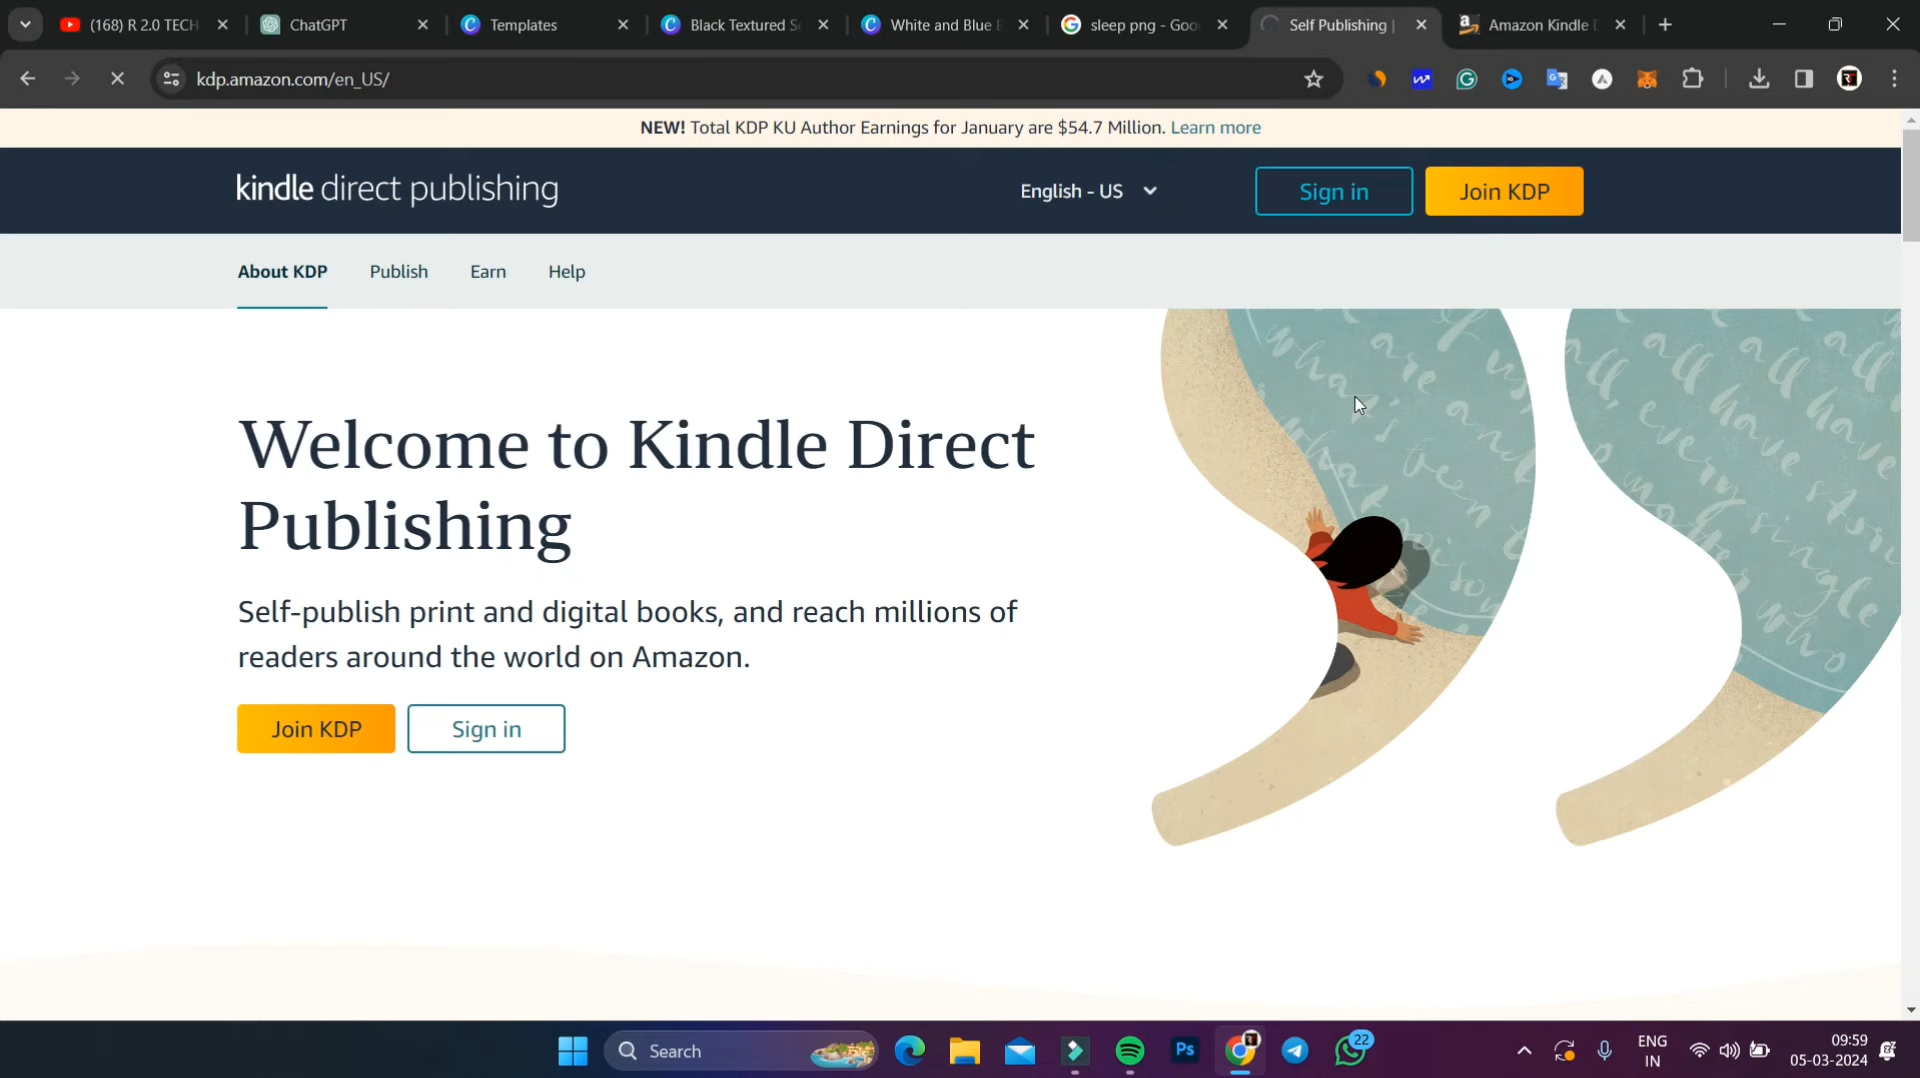 (168) R 2.0 TECH
ChatGPT
Templates
Black Textured S
White and Blue B
sleep png - Goo
Self Publishing |
Amazon Kindle D
kdp.amazon.com/en_US/
NEW! Total KDP KU Author Earnings for January are $54.7 Million. Learn more
kindle direct publishing
English - US
Sign in
Join KDP
About KDP
Publish
Earn
Help
Welcome to Kindle Direct
Publishing
Self-publish print and digital books, and reach millions of
readers around the world on Amazon.
Join KDP
Sign in
Search
Ps
22
ENG
IN
09:59
05-03-2024